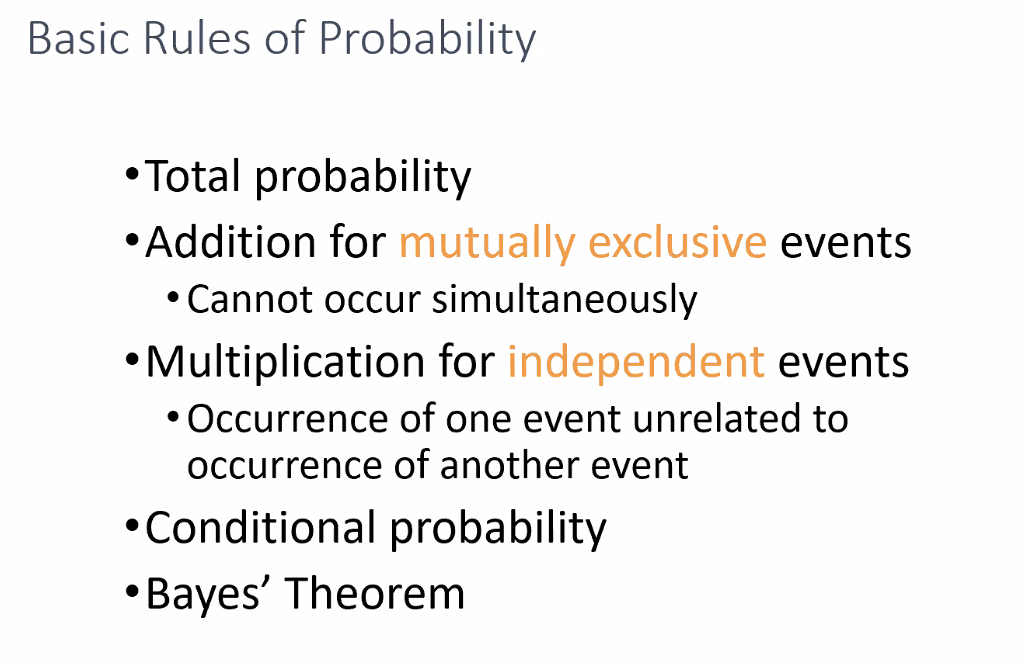 Basic Rules of Probability
•Total probability
•Addition for mutually exclusive events
•Cannot occur simultaneously
•Multiplication for independent events
•Occurrence of one event unrelated to
occurrence of another event
•Conditional probability
•Bayes’ Theorem